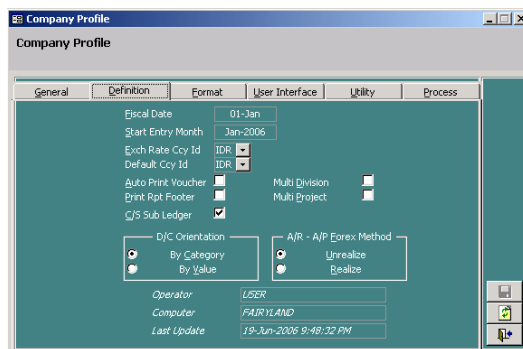 Company Profile
Company Profile
General Definition Format User Interface Utility Process
Fiscal Date 01-Jan
Start Entry Month Jan-2006
Exch Rate Ccy Id IDR
Default Ccy Id IDR
Auto Print Voucher Multi Division
Print Rpt Footer Multi Project
C/S Sub Ledger
D/C Orientation A/R - A/P Forex Method
By Category Unrealize
By Value Realize
Operator USER
Computer FAIRYLAND
Last Update 19-Jun-2006 9:48:32 PM